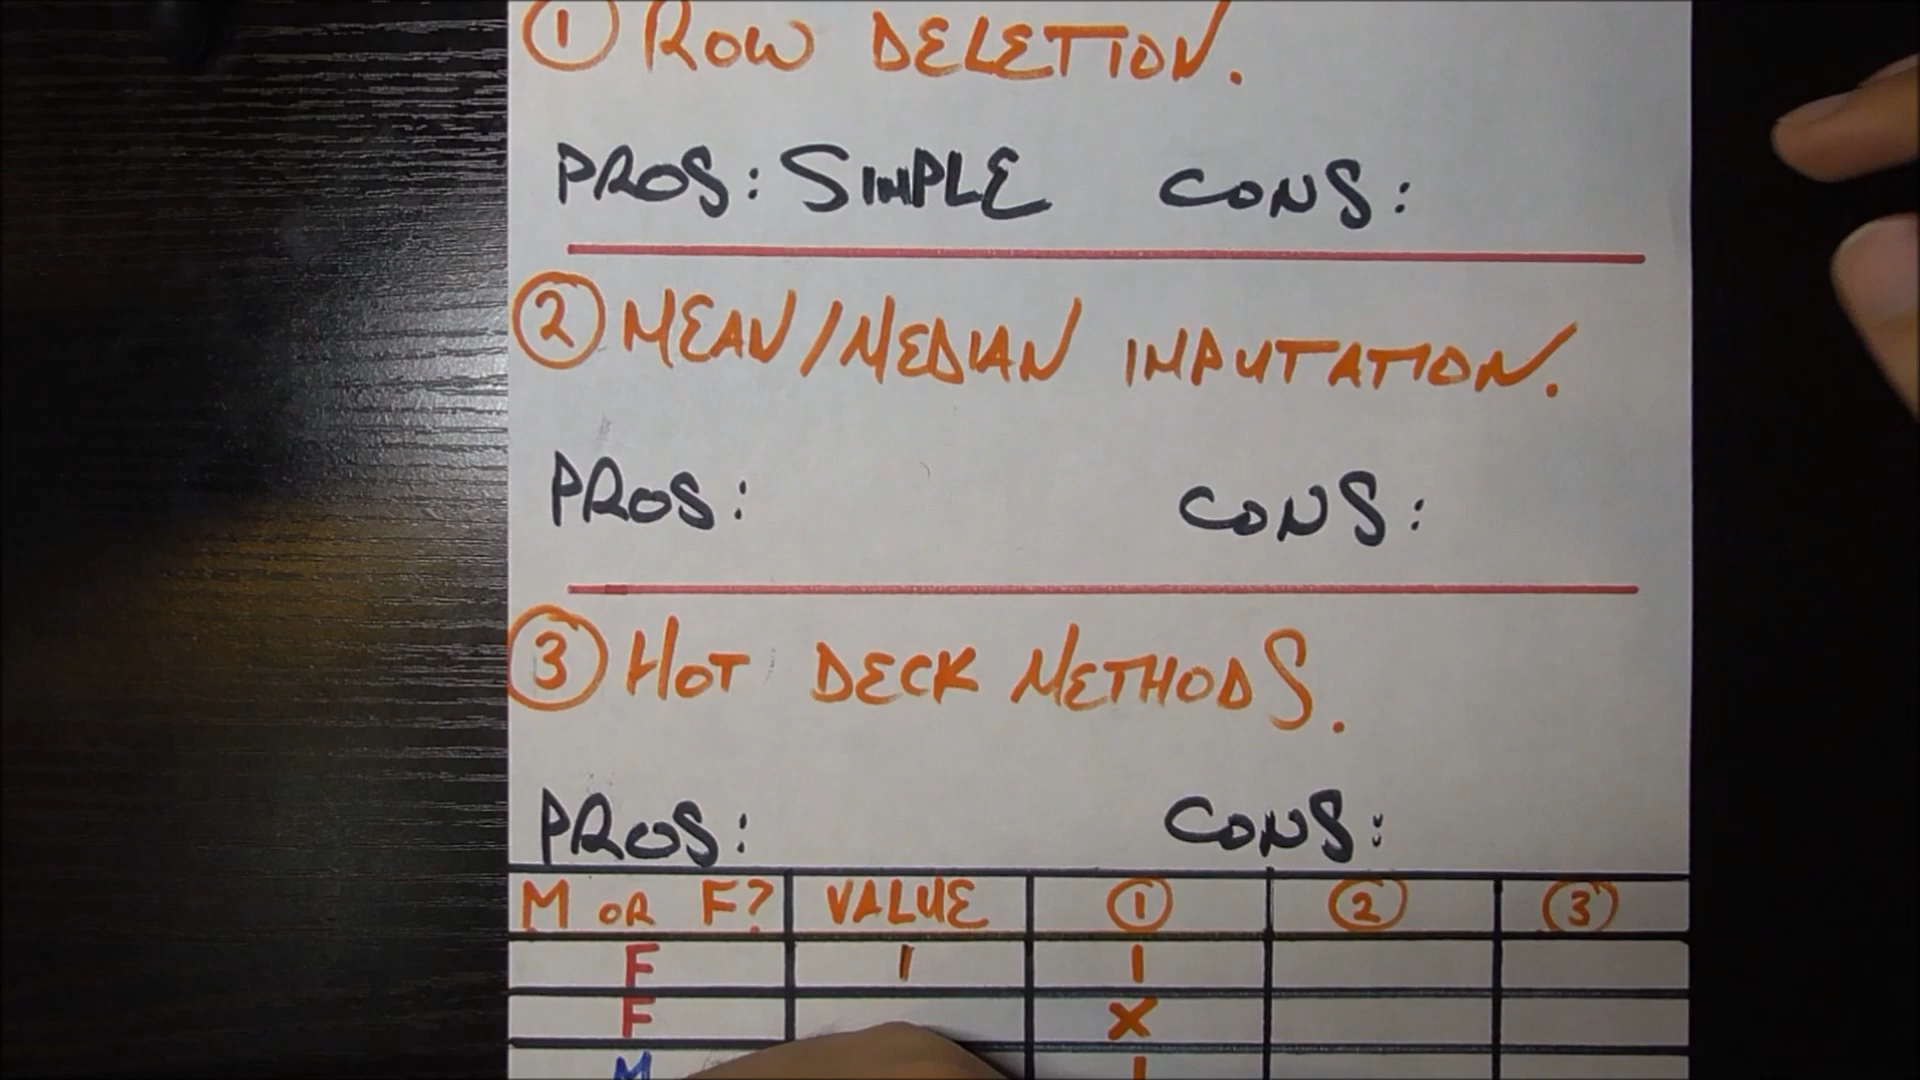 ① ROW DELETION.
PROS: SIMPLE CONS:
② MEAN/MEDIAN IMPUTATION.
PROS: CONS:
③ HOT DECK METHODS.
PROS: CONS:
M OR F? VALUE ① ② ③
F 1 1
F X
M 1